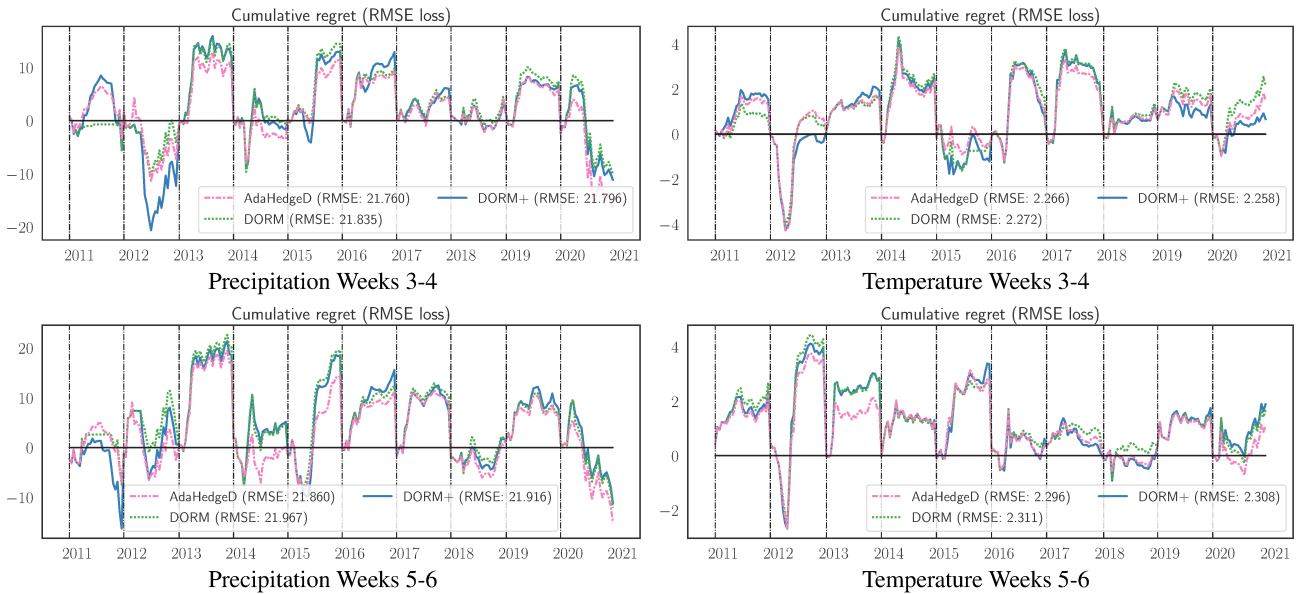 Cumulative regret (RMSE loss)
10
0
−10
−20
AdaHedgeD (RMSE: 21.760)
DORM+ (RMSE: 21.796)
DORM (RMSE: 21.835)
2011 2012 2013 2014 2015 2016 2017 2018 2019 2020 2021
Precipitation Weeks 3-4
Cumulative regret (RMSE loss)
4
2
0
−2
−4
AdaHedgeD (RMSE: 2.266)
DORM+ (RMSE: 2.258)
DORM (RMSE: 2.272)
2011 2012 2013 2014 2015 2016 2017 2018 2019 2020 2021
Temperature Weeks 3-4
Cumulative regret (RMSE loss)
20
10
0
−10
AdaHedgeD (RMSE: 21.860)
DORM+ (RMSE: 21.916)
DORM (RMSE: 21.967)
2011 2012 2013 2014 2015 2016 2017 2018 2019 2020 2021
Precipitation Weeks 5-6
Cumulative regret (RMSE loss)
4
2
0
−2
AdaHedgeD (RMSE: 2.296)
DORM+ (RMSE: 2.308)
DORM (RMSE: 2.311)
2011 2012 2013 2014 2015 2016 2017 2018 2019 2020 2021
Temperature Weeks 5-6